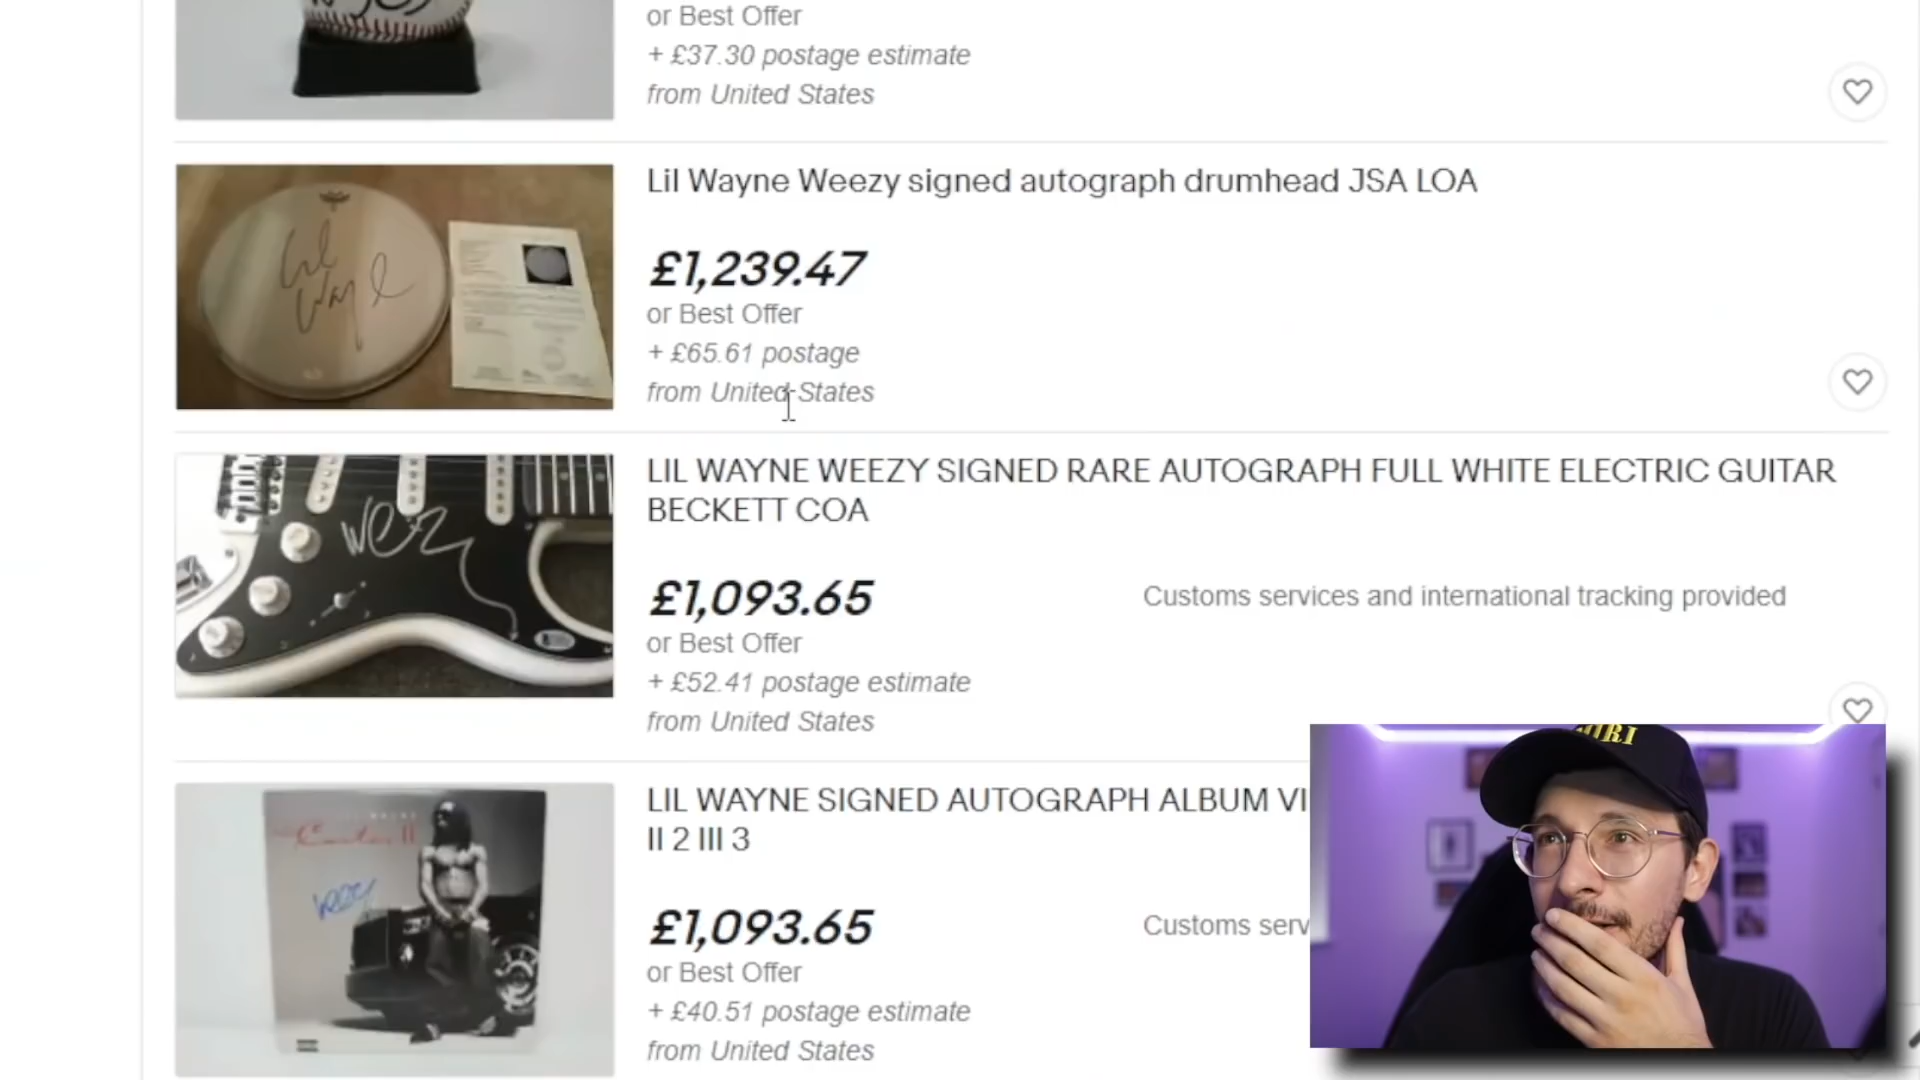 or Best Offer
+ £37.30 postage estimate
from United States
Lil Wayne Weezy signed autograph drumhead JSA LOA
£1,239.47
or Best Offer
+ £65.61 postage
from United States
Lil
Wayne
LIL WAYNE WEEZY SIGNED RARE AUTOGRAPH FULL WHITE ELECTRIC GUITAR
BECKETT COA
£1,093.65
Customs services and international tracking provided
or Best Offer
+ £52.41 postage estimate
from United States
LIL WAYNE SIGNED AUTOGRAPH ALBUM VI
II 2 III 3
£1,093.65
Customs serv
or Best Offer
+ £40.51 postage estimate
from United States